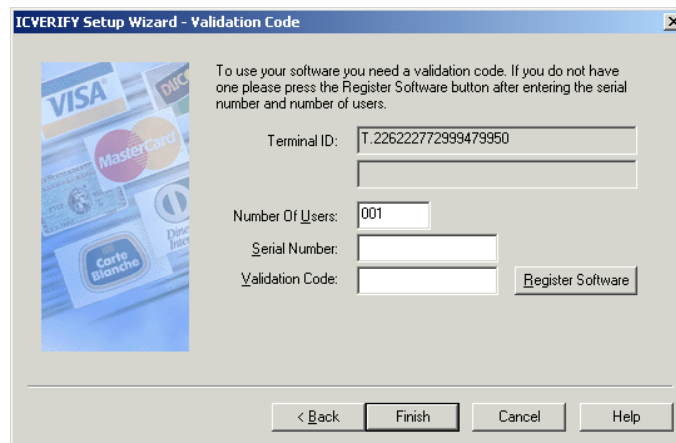 ICVERIFY Setup Wizard - Validation Code
To use your software you need a validation code. If you do not have
one please press the Register Software button after entering the serial
number and number of users.
VISA
MasterCard
Carte
Blanche
Terminal ID: T.226222772999479950
Number Of Users: 001
Serial Number:
Validation Code: Register Software
< Back Finish Cancel Help